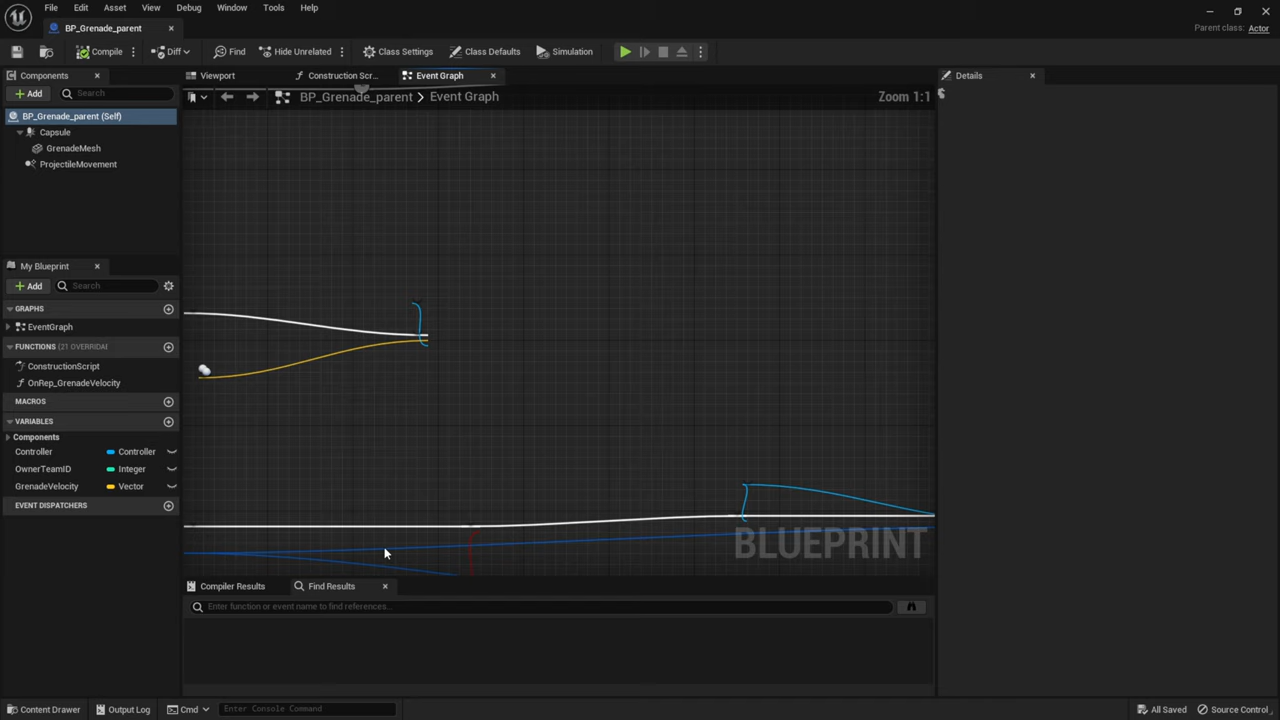 File Edit Asset View Debug Window Tools Help
BP_Grenade_parent
Parent class: Actor
Compile Diff Find Hide Unrelated Class Settings Class Defaults Simulation
Components
Viewport Construction Scr... Event Graph Details
Add Search
BP_Grenade_parent > Event Graph Zoom 1:1
BP_Grenade_parent (Self)
Capsule
GrenadeMesh
ProjectileMovement
My Blueprint
Add Search
GRAPHS
EventGraph
FUNCTIONS (21 OVERRIDA
ConstructionScript
OnRep_GrenadeVelocity
MACROS
VARIABLES
Components
Controller Controller
OwnerTeamID Integer
GrenadeVelocity Vector
EVENT DISPATCHERS
BLUEPRINT
Compiler Results Find Results
Enter function or event name to find references...
Content Drawer Output Log Cmd Enter Console Command All Saved Source Control